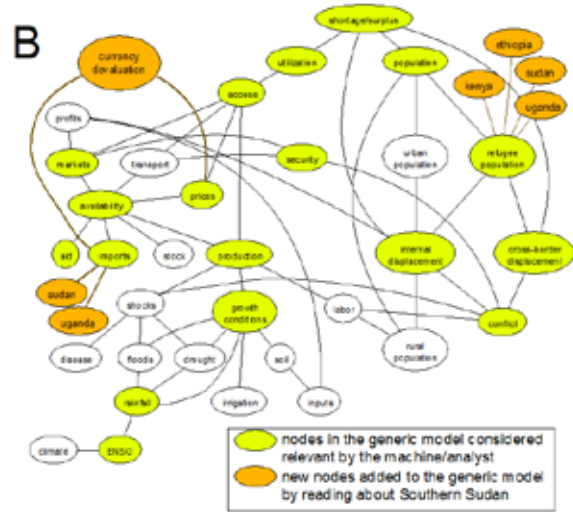 B
shortage/surplus
currency
devaluation
utilization
population
ethiopia
sudan
kenya
uganda
access
profits
markets
transport
security
urban
population
refugee
population
availability
prices
aid
imports
stock
production
internal
displacement
cross-border
displacement
sudan
uganda
shocks
growth
conditions
labor
conflict
disease
floods
drought
soil
rural
population
rainfall
irrigation
inputs
climate
ENSO
nodes in the generic model considered
relevant by the machine/analyst
new nodes added to the generic model
by reading about Southern Sudan